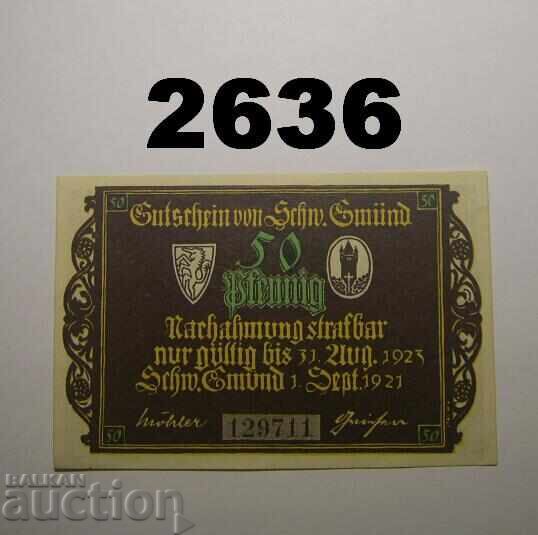 2636
50 50
Gutschein von Schw. Gmünd
50
Pfennig
Nachahmung strafbar
nur gültig bis 31. Aug. 1923
Schw. Gmünd 1. Sept. 1921
Möhler
129711
50 50
BALKAN
auction